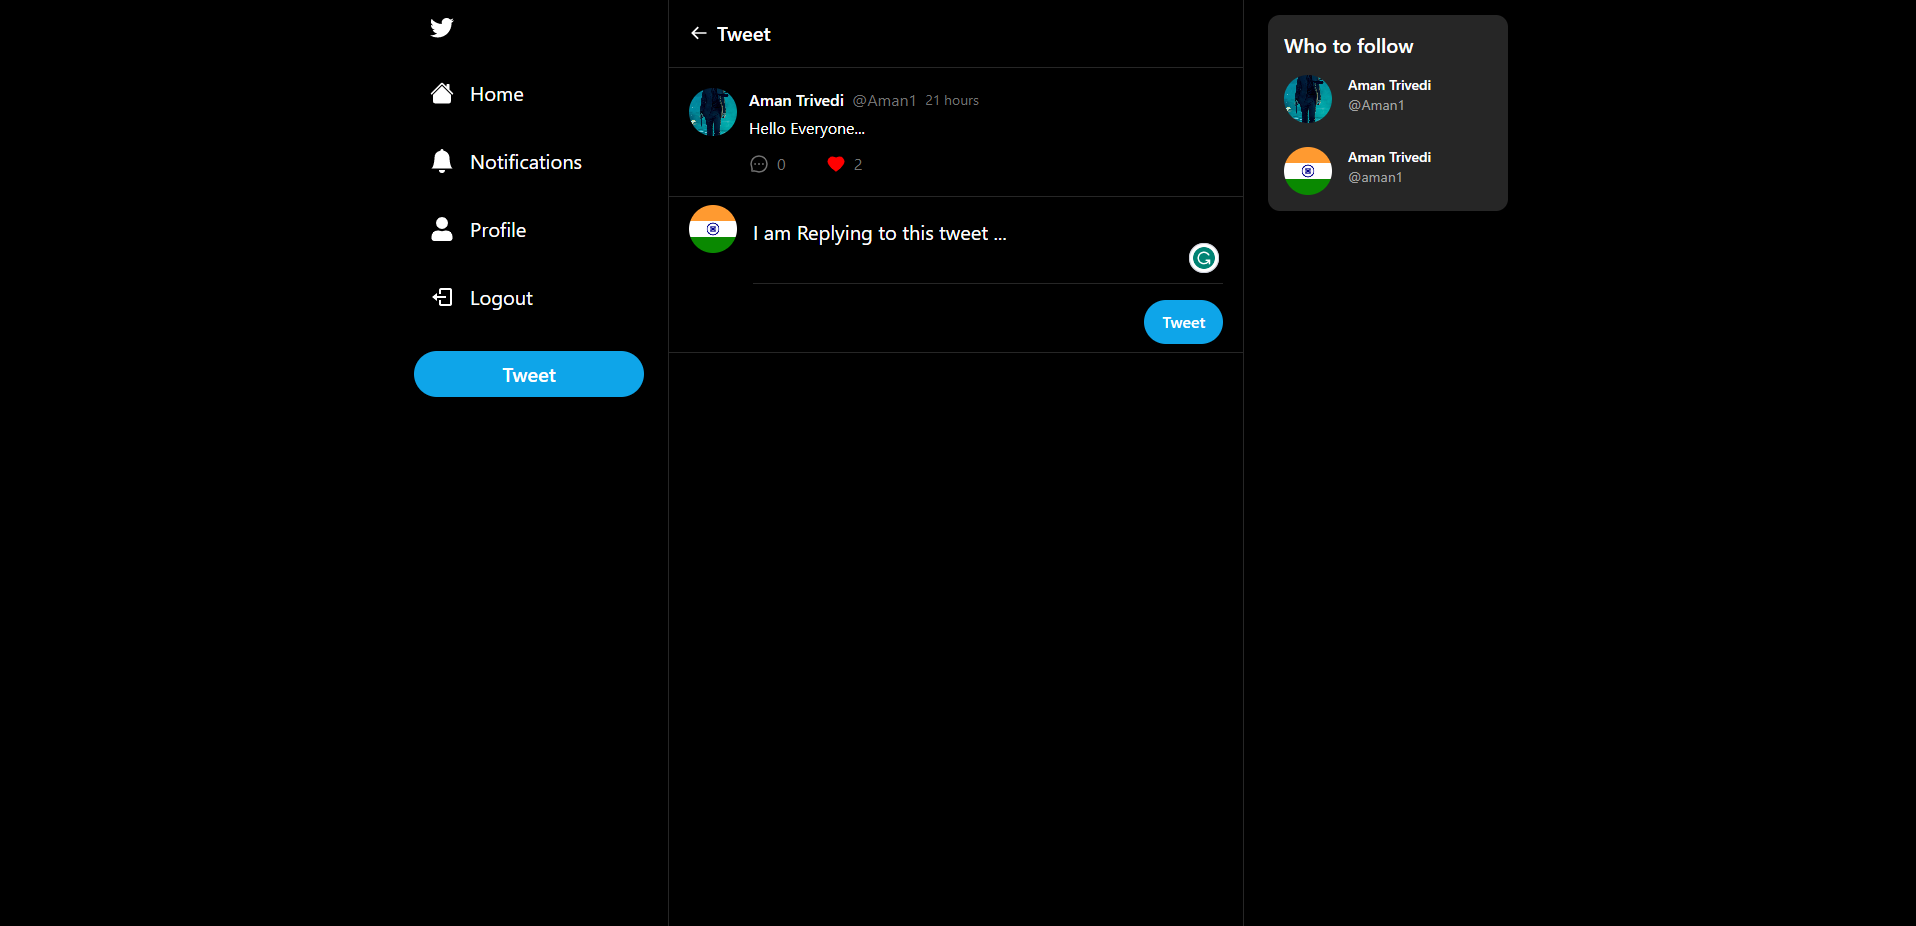 Home
Notifications
Profile
Logout
Tweet
Tweet
Aman Trivedi @Aman1 21 hours
Hello Everyone...
0 2
I am Replying to this tweet ...
Tweet
Who to follow
Aman Trivedi
@Aman1
Aman Trivedi
@aman1